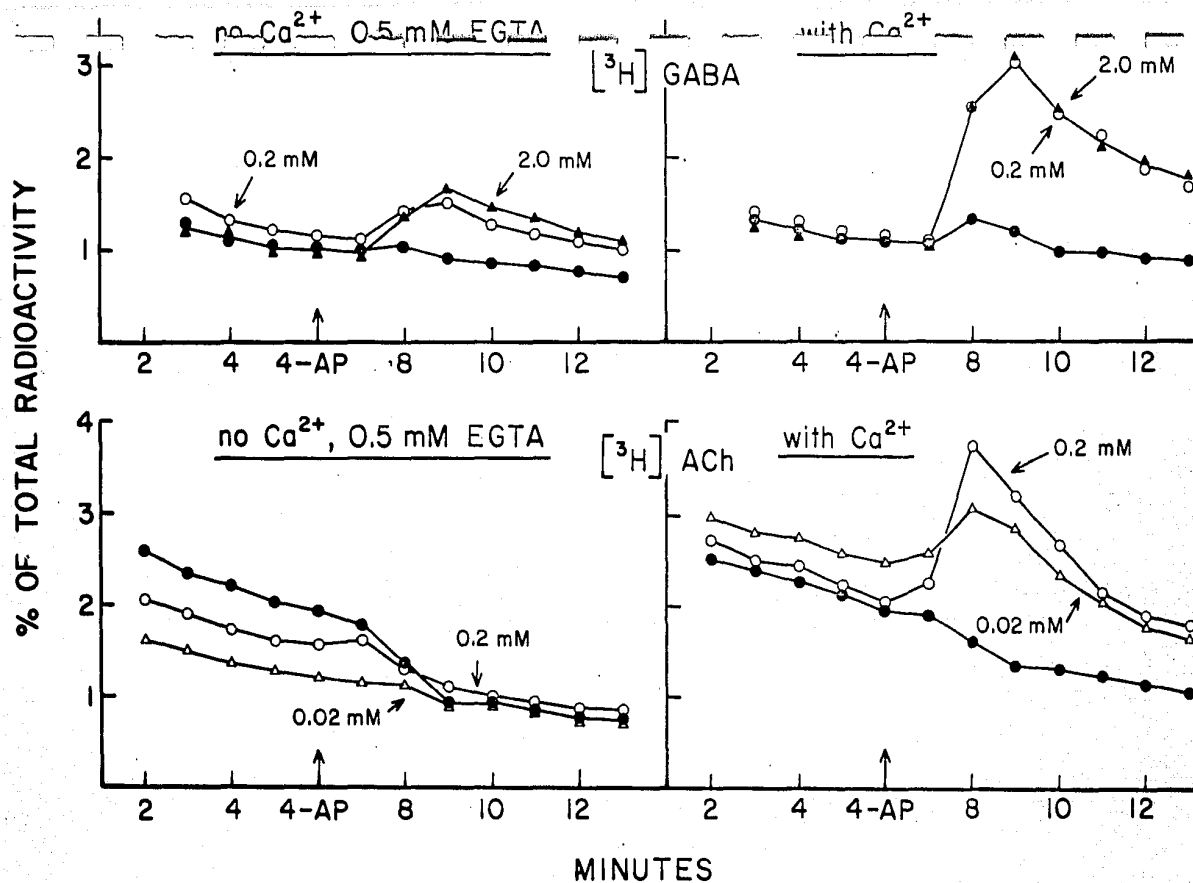 no Ca2+ 0.5 mM EGTA
with Ca2+
[3H] GABA
3
2
1
0.2 mM
2.0 mM
2.0 mM
0.2 mM
2 4 4-AP 8 10 12
2 4 4-AP 8 10 12
% OF TOTAL RADIOACTIVITY
no Ca2+, 0.5 mM EGTA
[3H] ACh
with Ca2+
4
3
2
1
0.2 mM
0.02 mM
0.2 mM
0.02 mM
2 4 4-AP 8 10 12
2 4 4-AP 8 10 12
MINUTES